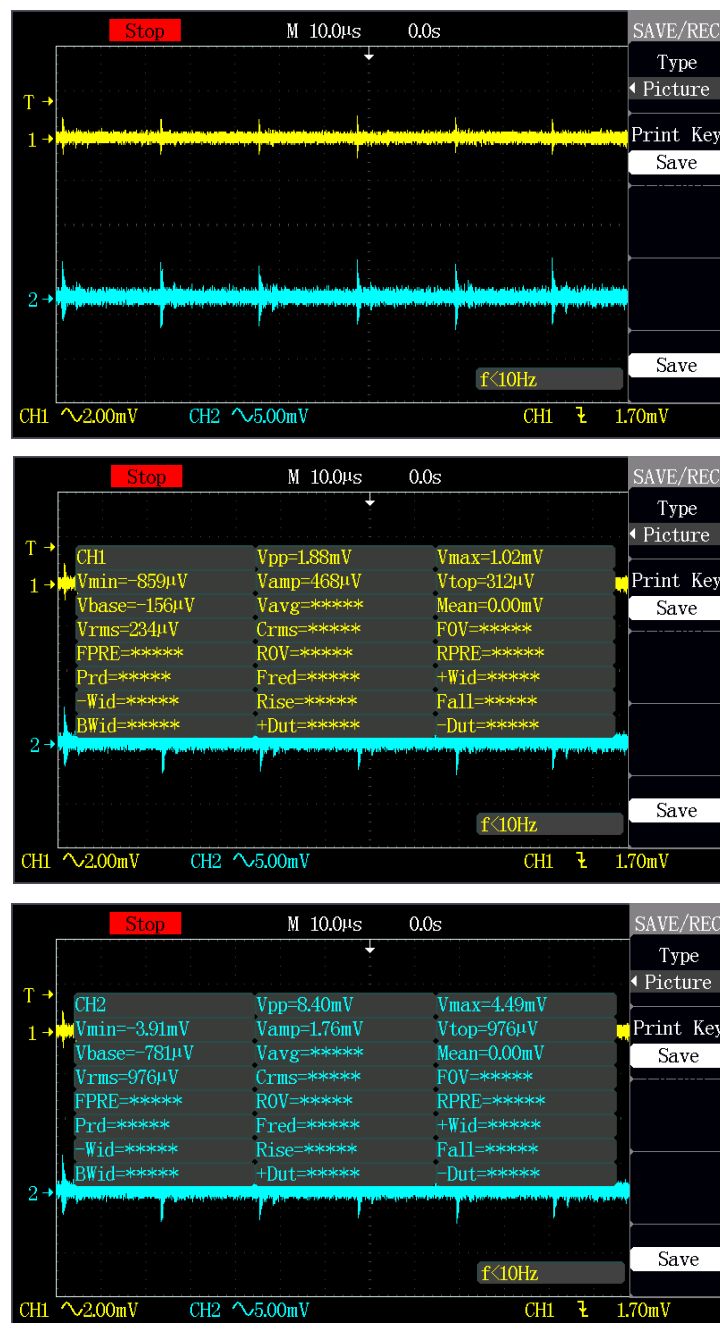 Stop M 10.0μs 0.0s SAVE/REC
Type
Picture
T
1
Print Key
Save
2
Save
f<10Hz
CH1 2.00mV CH2 5.00mV CH1 1.70mV
Stop M 10.0μs 0.0s SAVE/REC
Type
Picture
T
CH1 Vpp=1.88mV Vmax=1.02mV
1 Vmin=-859μV Vamp=468μV Vtop=312μV Print Key
Vbase=-156μV Vavg=***** Mean=0.00mV Save
Vrms=234μV Crms=***** FOV=*****
FPRE=***** ROV=***** RPRE=*****
Prd=***** Fred=***** +Wid=*****
-Wid=***** Rise=***** Fall=*****
BWid=***** +Dut=***** -Dut=*****
2
Save
f<10Hz
CH1 2.00mV CH2 5.00mV CH1 1.70mV
Stop M 10.0μs 0.0s SAVE/REC
Type
Picture
T
CH2 Vpp=8.40mV Vmax=4.49mV
1 Vmin=-3.91mV Vamp=1.76mV Vtop=976μV Print Key
Vbase=-781μV Vavg=***** Mean=0.00mV Save
Vrms=976μV Crms=***** FOV=*****
FPRE=***** ROV=***** RPRE=*****
Prd=***** Fred=***** +Wid=*****
-Wid=***** Rise=***** Fall=*****
BWid=***** +Dut=***** -Dut=*****
2
Save
f<10Hz
CH1 2.00mV CH2 5.00mV CH1 1.70mV